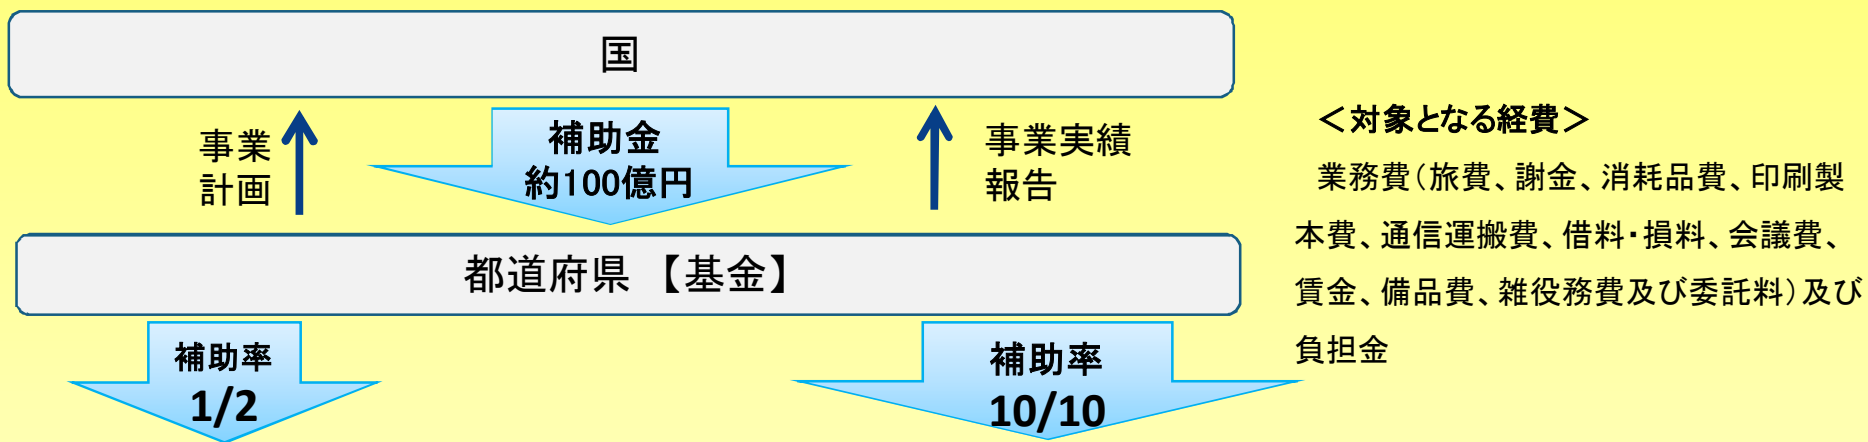 国
事業
計画
補助金
約100億円
事業実績
報告
都道府県 【基金】
補助率
1/2
補助率
10/10
＜対象となる経費＞
業務費（旅費、謝金、消耗品費、印刷製
本費、通信運搬費、借料・損料、会議費、
賃金、備品費、雑役務費及び委託料）及び
負担金